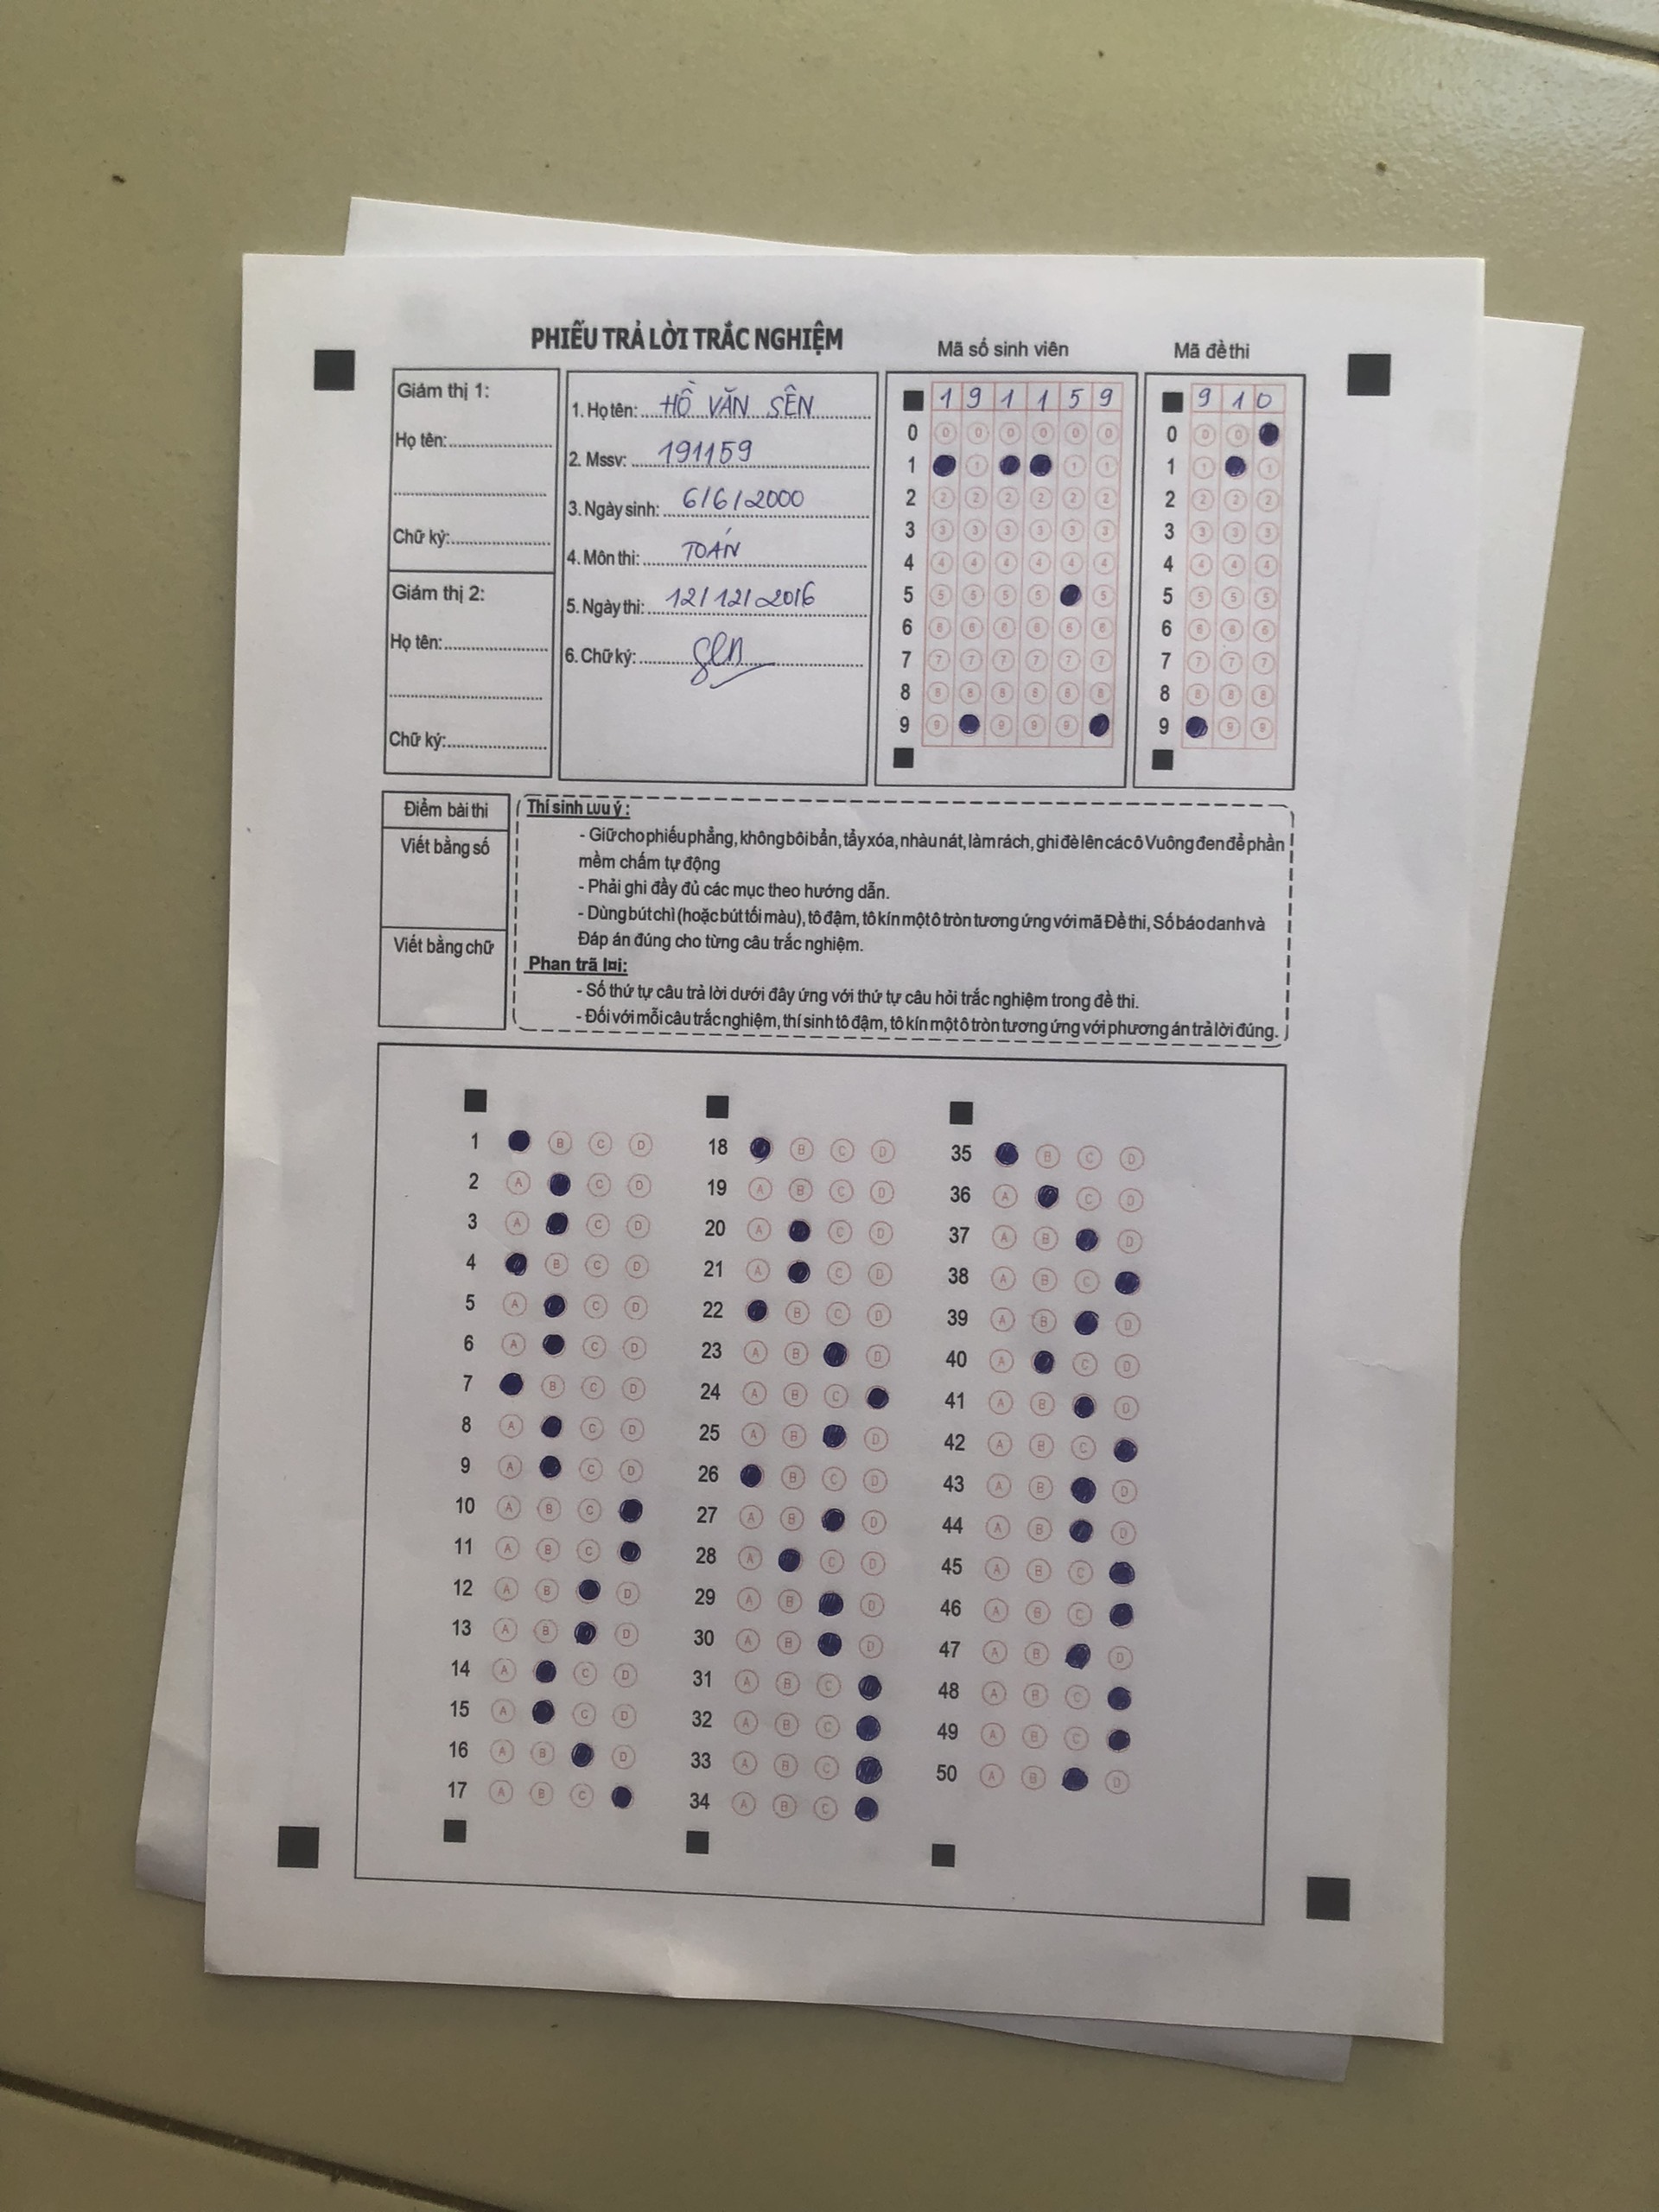 PHIẾU TRẢ LỜI TRẮC NGHIỆM
Mã số sinh viên
Mã đề thi
Giám thị 1:
Họ tên:
Chữ ký:
Giám thị 2:
Họ tên:
Chữ ký:
1. Họ tên: HỒ VĂN SÊN
2. Mssv: 191159
3. Ngày sinh: 6/6/2000
4. Môn thi: TOÁN
5. Ngày thi: 12/12/2016
6. Chữ ký: Sen
1 9 1 1 5 9
0 0 0 0 0 0 0
1 1 1 1
2 2 2 2 2 2 2
3 3 3 3 3 3 3
4 4 4 4 4 4 4
5 5 5 5 5 5
6 6 6 6 6 6 6
7 7 7 7 7 7 7
8 8 8 8 8 8 8
9 9 9 9 9
9 1 0
0 0 0
1 1 1
2 2 2 2
3 3 3 3
4 4 4 4
5 5 5 5
6 6 6 6
7 7 7 7
8 8 8 8
9 9 9
Điểm bài thi
Viết bằng số
Viết bằng chữ
Thí sinh Lưu ý :
- Giữ cho phiếu phẳng, không bôi bẩn, tẩy xóa, nhàu nát, làm rách, ghi đè lên các ô Vuông đen để phần
mềm chấm tự động
- Phải ghi đầy đủ các mục theo hướng dẫn.
- Dùng bút chì (hoặc bút tối màu), tô đậm, tô kín một ô tròn tương ứng với mã Đề thi, Số báo danh và
Đáp án đúng cho từng câu trắc nghiệm.
Phan trã l¤i:
- Số thứ tự câu trả lời dưới đây ứng với thứ tự câu hỏi trắc nghiệm trong đề thi.
- Đối với mỗi câu trắc nghiệm, thí sinh tô đậm, tô kín một ô tròn tương ứng với phương án trả lời đúng.
1 B C D
2 A C D
3 A C D
4 B C D
5 A C D
6 A C D
7 B C D
8 A C D
9 A C D
10 A B C
11 A B C
12 A B D
13 A B D
14 A C D
15 A C D
16 A B D
17 A B C
18 B C D
19 A B C D
20 A C D
21 A C D
22 B C D
23 A B D
24 A B C
25 A B D
26 B C D
27 A B D
28 A C D
29 A B D
30 A B D
31 A B C
32 A B C
33 A B C
34 A B C
35 B C D
36 A C D
37 A B D
38 A B C
39 A B D
40 A C D
41 A B D
42 A B C
43 A B D
44 A B D
45 A B C
46 A B C
47 A B D
48 A B C
49 A B C
50 A B D